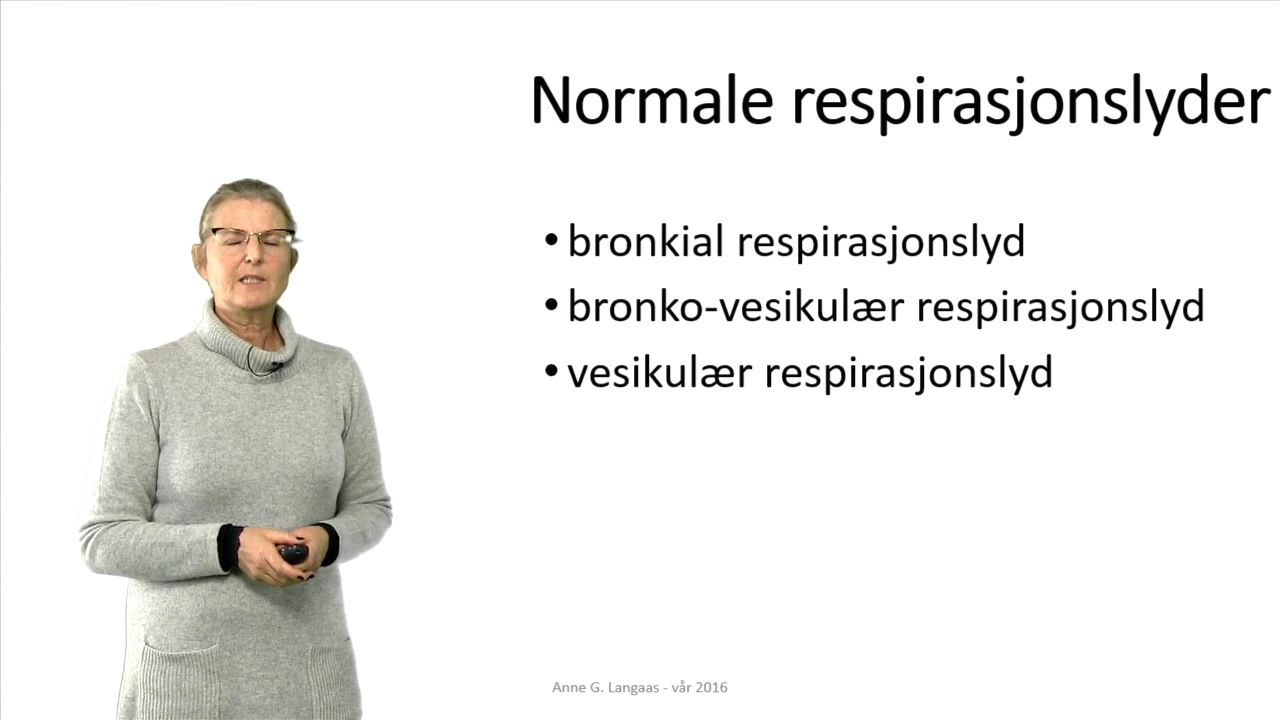 Normale respirasjonslyder
• bronkial respirasjonslyd
• bronko-vesikulær respirasjonslyd
• vesikulær respirasjonslyd
Anne G. Langaas - vår 2016